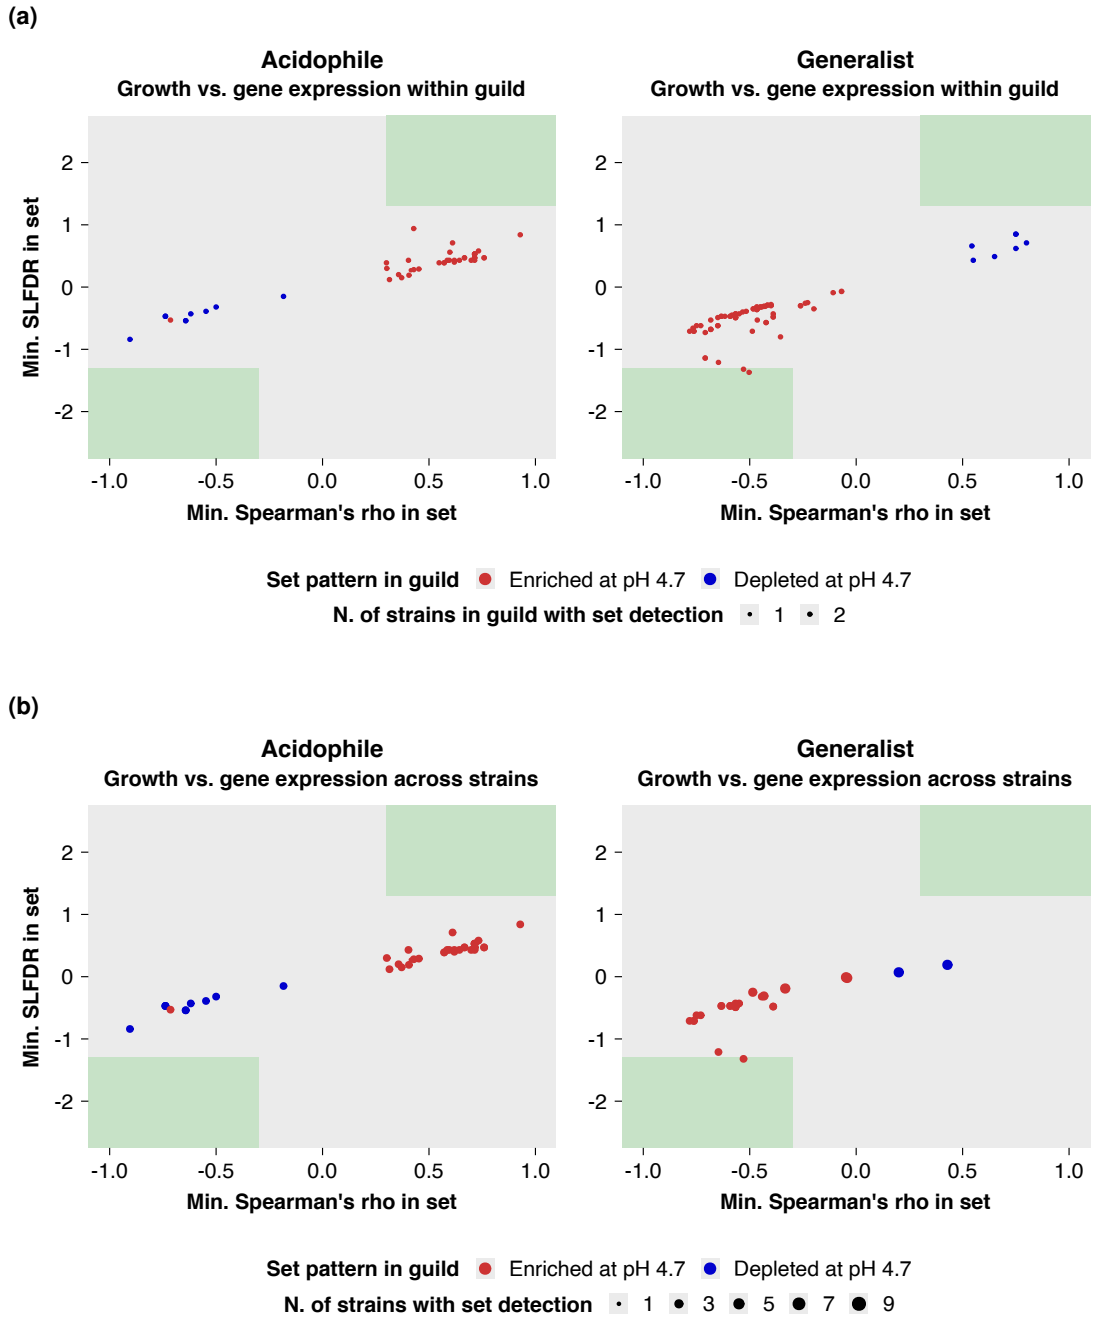 (a)
Acidophile
Growth vs. gene expression within guild
Generalist
Growth vs. gene expression within guild
Min. SLFDR in set
2
1
0
-1
-2
2
1
0
-1
-2
-1.0 -0.5 0.0 0.5 1.0
-1.0 -0.5 0.0 0.5 1.0
Min. Spearman's rho in set
Min. Spearman's rho in set
Set pattern in guild Enriched at pH 4.7 Depleted at pH 4.7
N. of strains in guild with set detection 1 2
(b)
Acidophile
Growth vs. gene expression across strains
Generalist
Growth vs. gene expression across strains
Min. SLFDR in set
2
1
0
-1
-2
2
1
0
-1
-2
-1.0 -0.5 0.0 0.5 1.0
-1.0 -0.5 0.0 0.5 1.0
Min. Spearman's rho in set
Min. Spearman's rho in set
Set pattern in guild Enriched at pH 4.7 Depleted at pH 4.7
N. of strains with set detection 1 3 5 7 9